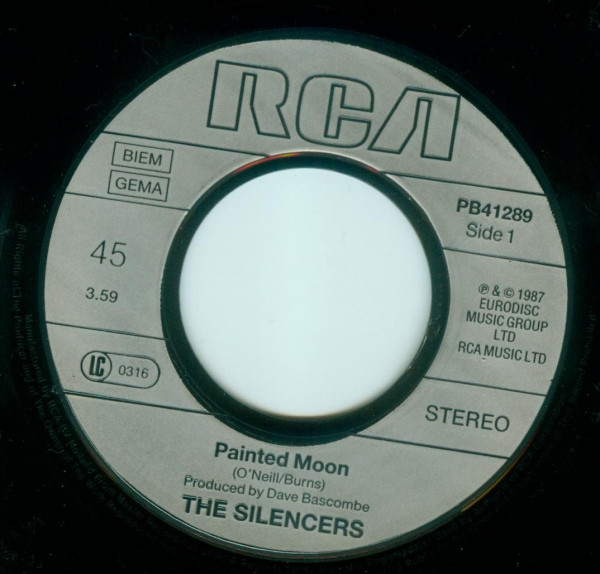 RCA
BIEM
GEMA
PB41289
Side 1
45
3.59
℗ & © 1987
EURODISC
MUSIC GROUP
LTD
RCA MUSIC LTD
LC 0316
STEREO
Painted Moon
(O'Neill/Burns)
Produced by Dave Bascombe
THE SILENCERS